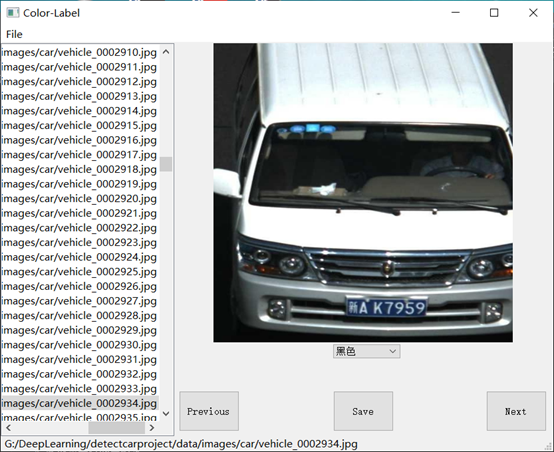 Color-Label
File
images/car/vehicle_0002910.jpg
images/car/vehicle_0002911.jpg
images/car/vehicle_0002912.jpg
images/car/vehicle_0002913.jpg
images/car/vehicle_0002914.jpg
images/car/vehicle_0002915.jpg
images/car/vehicle_0002916.jpg
images/car/vehicle_0002917.jpg
images/car/vehicle_0002918.jpg
images/car/vehicle_0002919.jpg
images/car/vehicle_0002920.jpg
images/car/vehicle_0002921.jpg
images/car/vehicle_0002922.jpg
images/car/vehicle_0002923.jpg
images/car/vehicle_0002924.jpg
images/car/vehicle_0002925.jpg
images/car/vehicle_0002926.jpg
images/car/vehicle_0002927.jpg
images/car/vehicle_0002928.jpg
images/car/vehicle_0002929.jpg
images/car/vehicle_0002930.jpg
images/car/vehicle_0002931.jpg
images/car/vehicle_0002932.jpg
images/car/vehicle_0002933.jpg
images/car/vehicle_0002934.jpg
images/car/vehicle_0002935.jpg
新A K7959
黑色
Previous
Save
Next
G:/DeepLearning/detectcarproject/data/images/car/vehicle_0002934.jpg